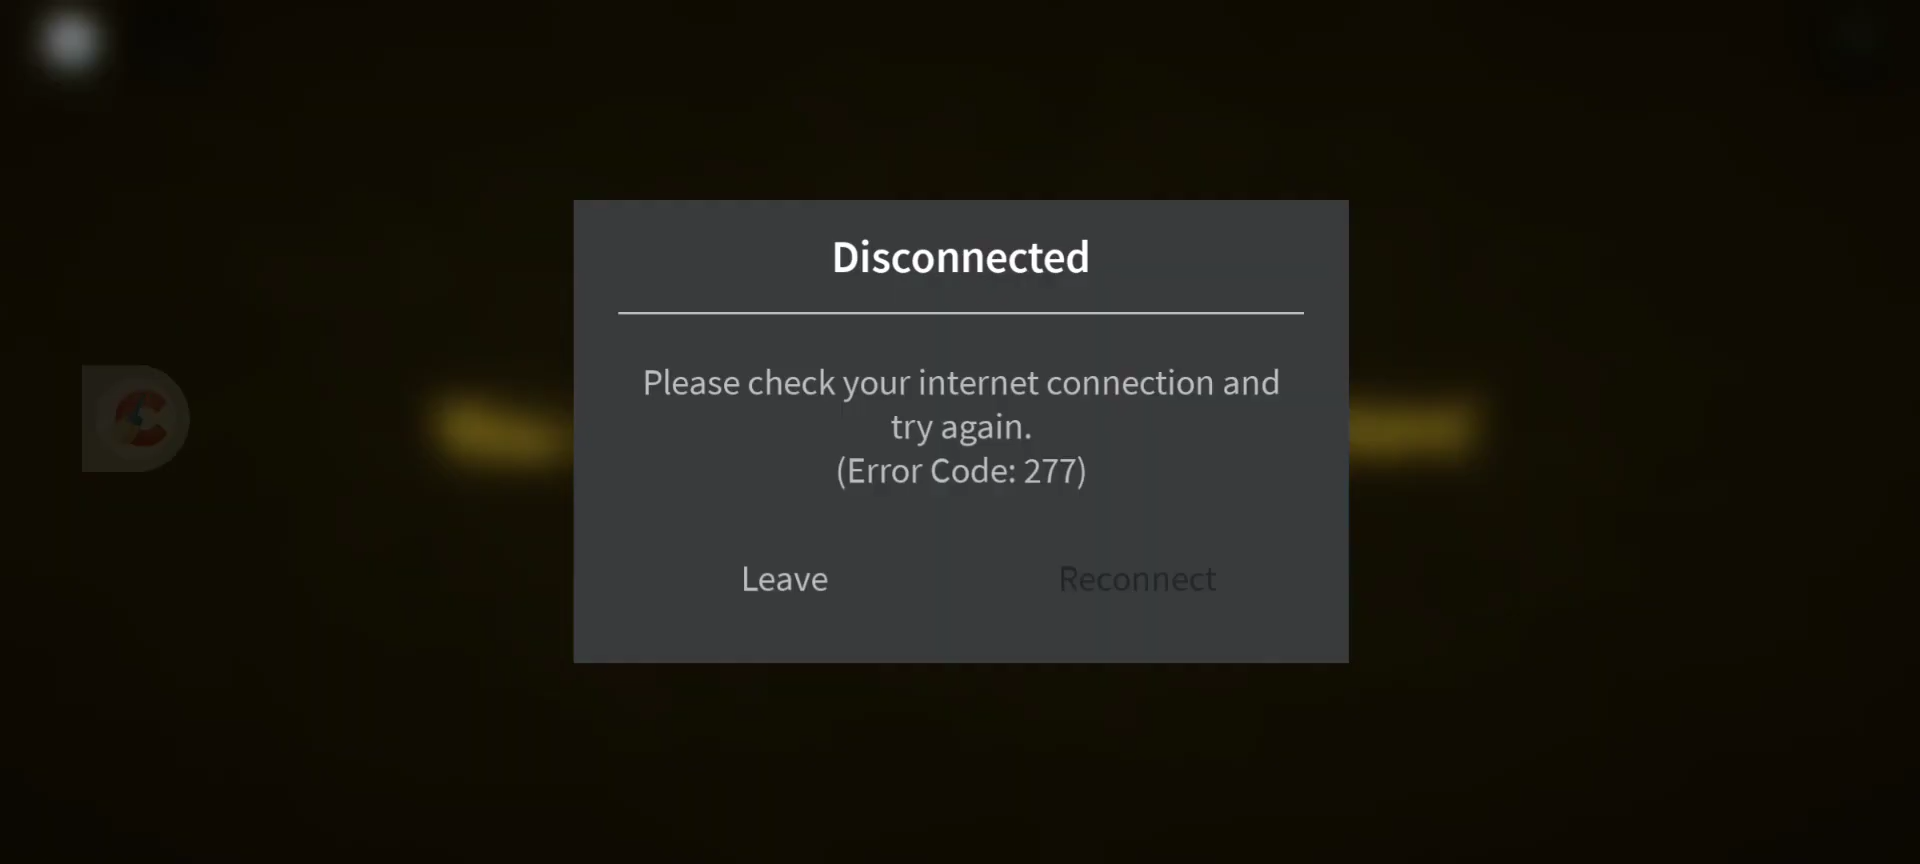 Disconnected
Please check your internet connection and
try again.
(Error Code: 277)
Leave
Reconnect